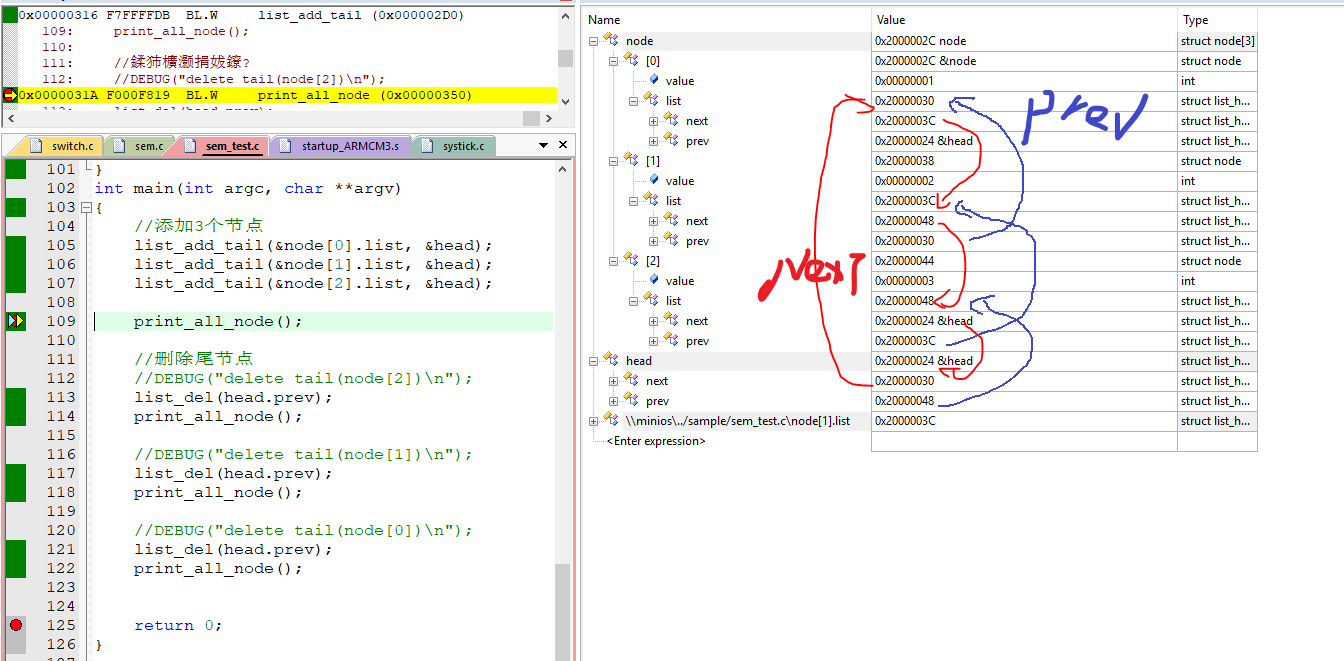 0x00000316 F7FFFFDB  BL.W     list_add_tail (0x000002D0)
109:     print_all_node();
110:
111:     //鍒犻櫎灏捐妭鐐?
112:     //DEBUG("delete tail(node[2])\n");
0x0000031A F000F819  BL.W     print_all_node (0x00000350)
switch.c sem.c sem_test.c startup_ARMCM3.s systick.c
101 }
102 int main(int argc, char **argv)
103 {
104     //添加3个节点
105     list_add_tail(&node[0].list, &head);
106     list_add_tail(&node[1].list, &head);
107     list_add_tail(&node[2].list, &head);
108
109     print_all_node();
110
111     //删除尾节点
112     //DEBUG("delete tail(node[2])\n");
113     list_del(head.prev);
114     print_all_node();
115
116     //DEBUG("delete tail(node[1])\n");
117     list_del(head.prev);
118     print_all_node();
119
120     //DEBUG("delete tail(node[0])\n");
121     list_del(head.prev);
122     print_all_node();
123
124
125     return 0;
126 }
Name Value Type
node 0x2000002C node struct node[3]
[0] 0x2000002C &node struct node
value 0x00000001 int
list 0x20000030 struct list_h...
next 0x2000003C struct list_h...
prev 0x20000024 &head struct list_h...
[1] 0x20000038 struct node
value 0x00000002 int
list 0x2000003C struct list_h...
next 0x20000048 struct list_h...
prev 0x20000030 struct list_h...
[2] 0x20000044 struct node
value 0x00000003 int
list 0x20000048 struct list_h...
next 0x20000024 &head struct list_h...
prev 0x2000003C struct list_h...
head 0x20000024 &head struct list_h...
next 0x20000030 struct list_h...
prev 0x20000048 struct list_h...
\\minios\../sample/sem_test.c\node[1].list 0x2000003C struct list_h...
<Enter expression>
prev
Next